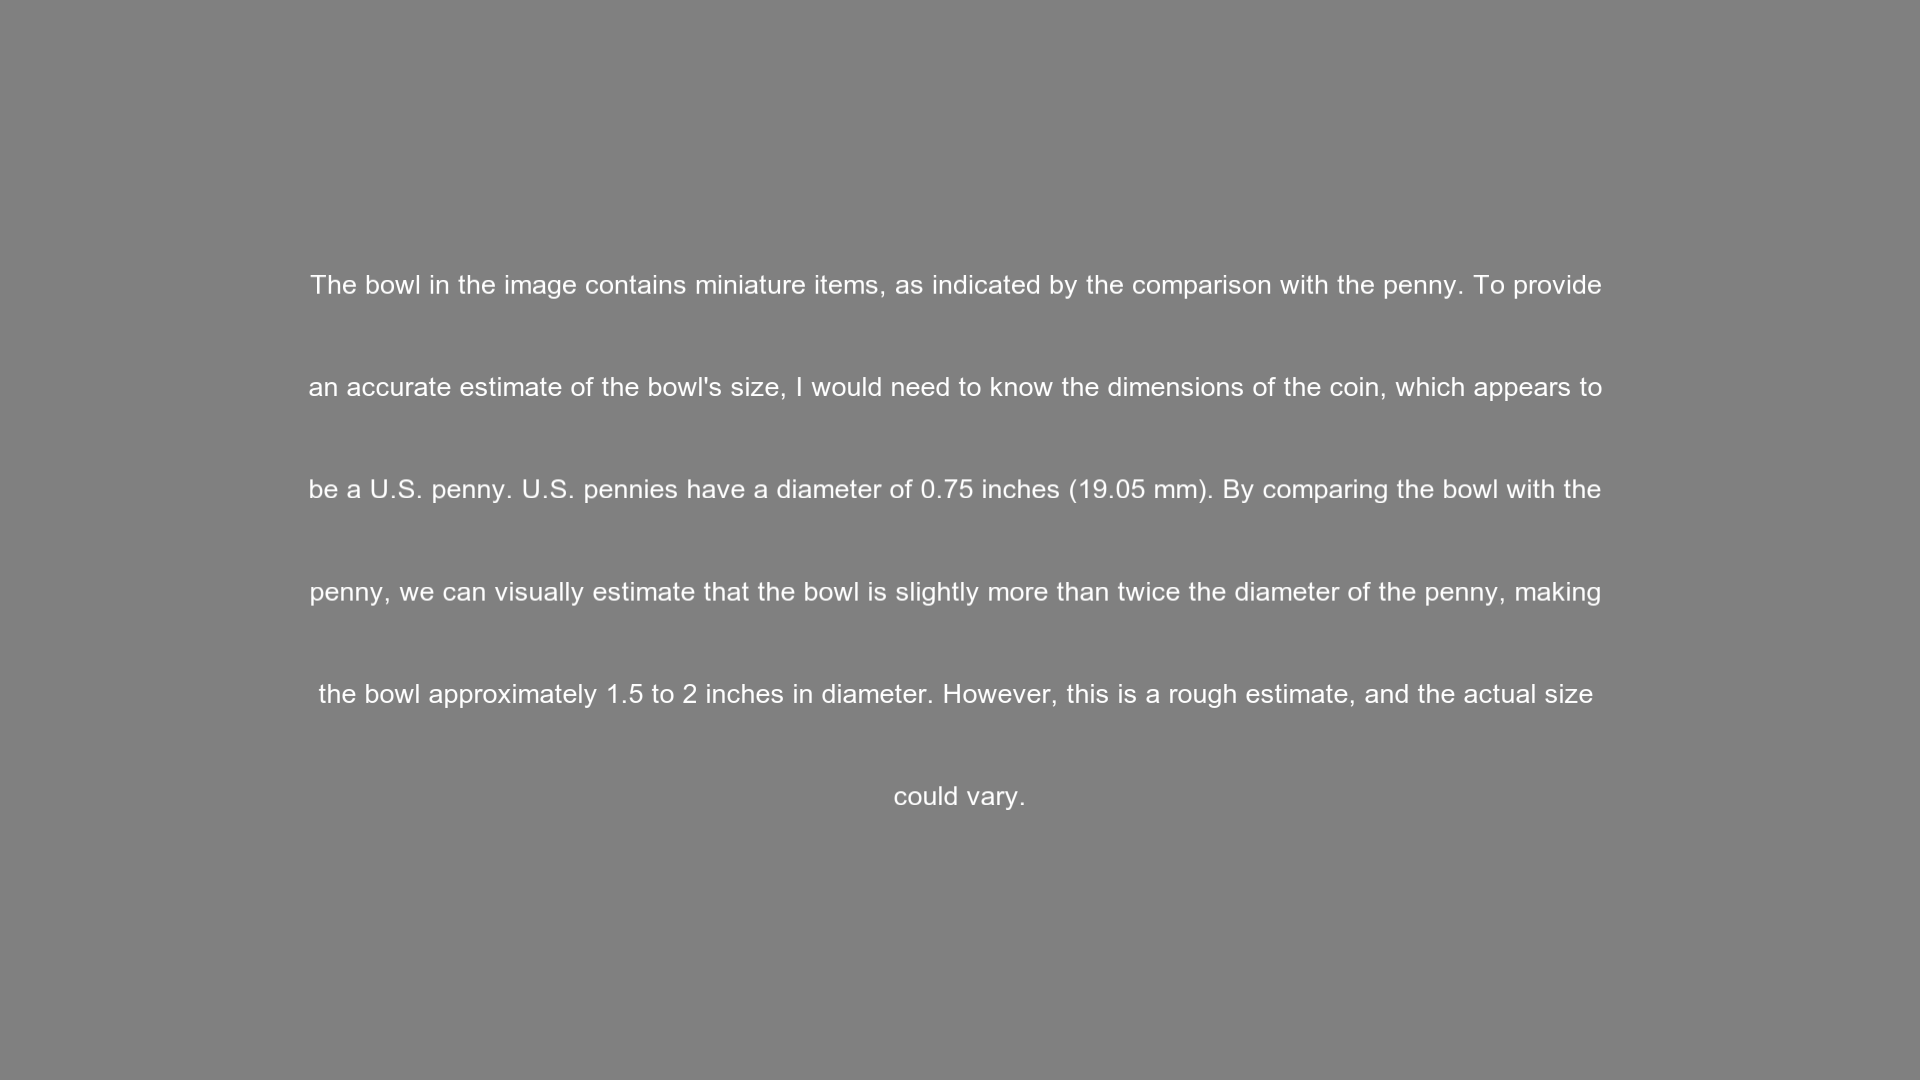 The bowl in the image contains miniature items, as indicated by the comparison with the penny. To provide
an accurate estimate of the bowl's size, I would need to know the dimensions of the coin, which appears to
be a U.S. penny. U.S. pennies have a diameter of 0.75 inches (19.05 mm). By comparing the bowl with the
penny, we can visually estimate that the bowl is slightly more than twice the diameter of the penny, making
the bowl approximately 1.5 to 2 inches in diameter. However, this is a rough estimate, and the actual size
could vary.